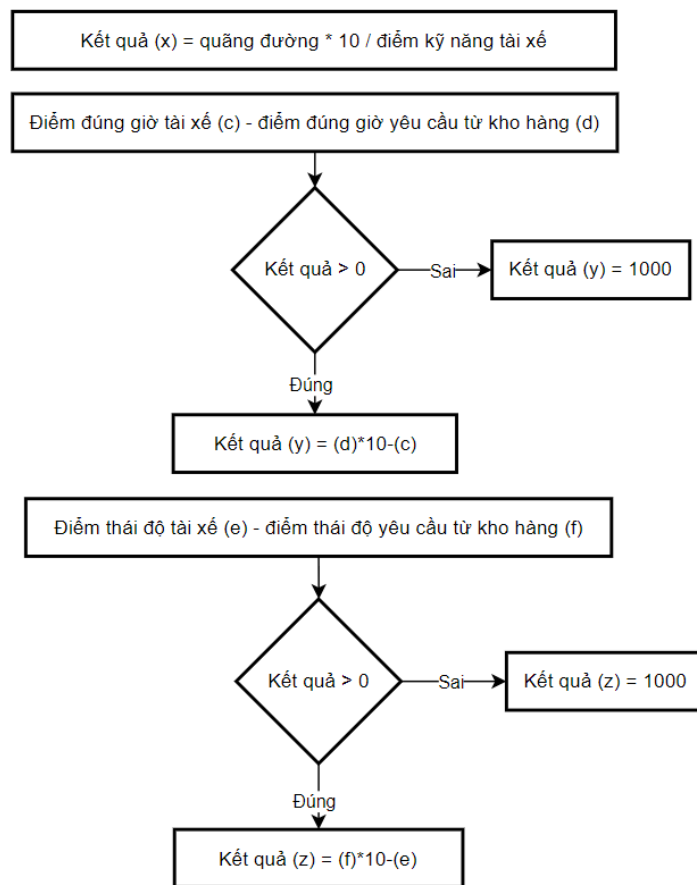 Kết quả (x) = quãng đường * 10 / điểm kỹ năng tài xế
Điểm đúng giờ tài xế (c) - điểm đúng giờ yêu cầu từ kho hàng (d)
Kết quả > 0
Sai
Kết quả (y) = 1000
Đúng
Kết quả (y) = (d)*10-(c)
Điểm thái độ tài xế (e) - điểm thái độ yêu cầu từ kho hàng (f)
Kết quả > 0
Sai
Kết quả (z) = 1000
Đúng
Kết quả (z) = (f)*10-(e)